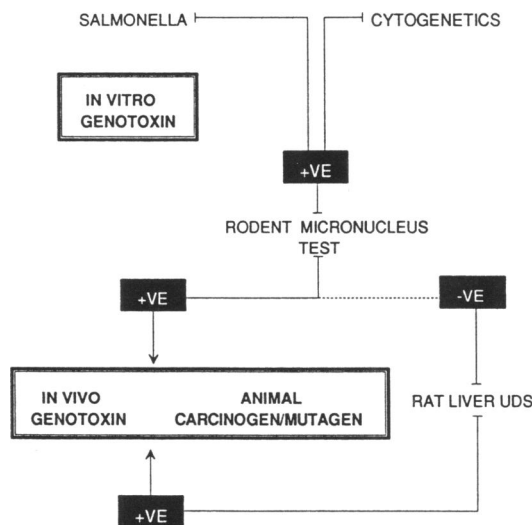 SALMONELLA
CYTOGENETICS
IN VITRO
GENOTOXIN
+VE
RODENT MICRONUCLEUS
TEST
+VE
-VE
IN VIVO ANIMAL
GENOTOXIN CARCINOGEN/MUTAGEN
RAT LIVER UDS
+VE